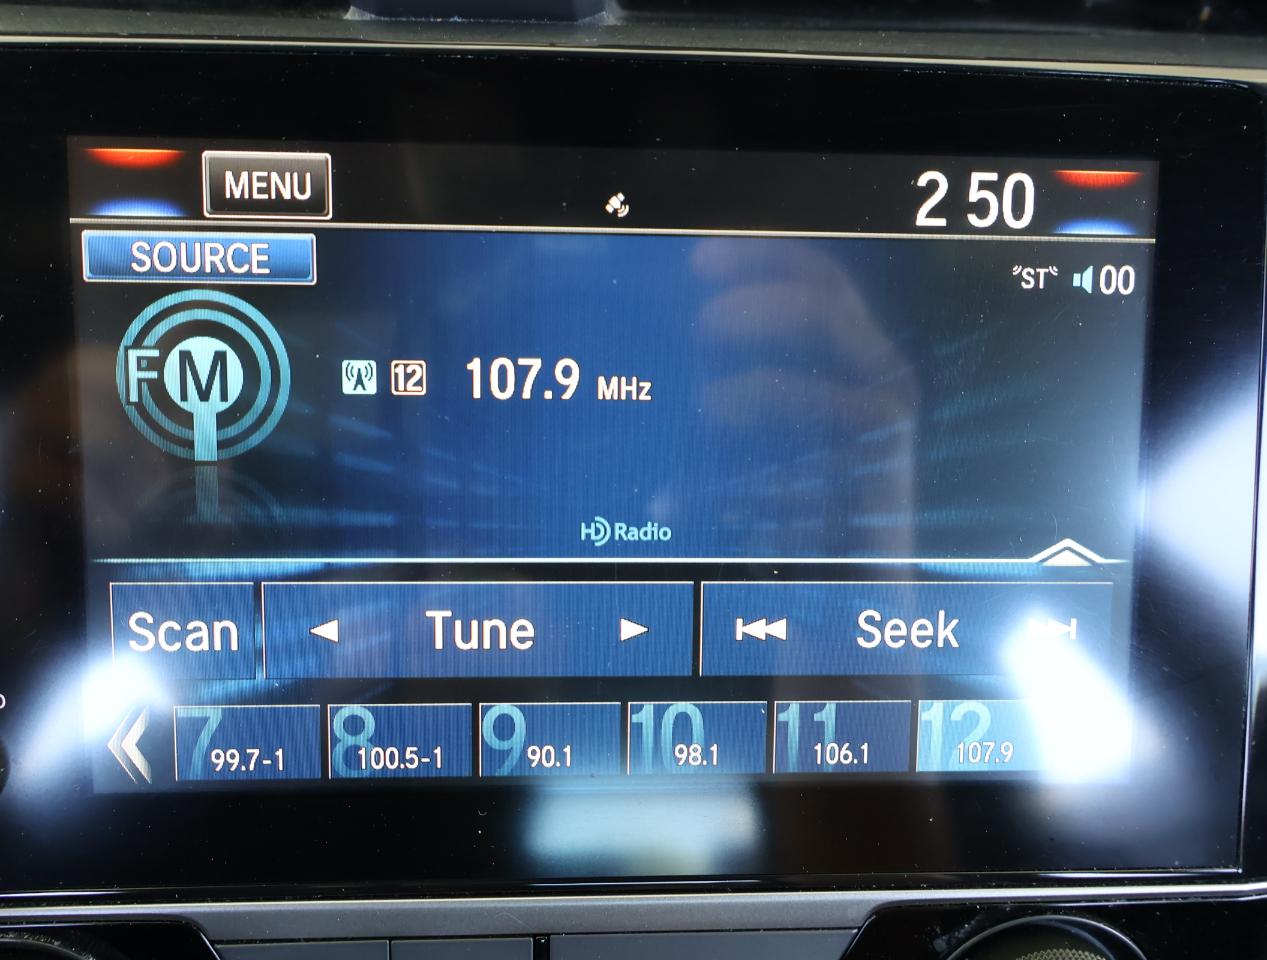 MENU
2 50
SOURCE
"ST" 00
FM
12 107.9 MHz
HD Radio
Scan Tune Seek
7 8 9 10 11 12
99.7-1 100.5-1 90.1 98.1 106.1 107.9